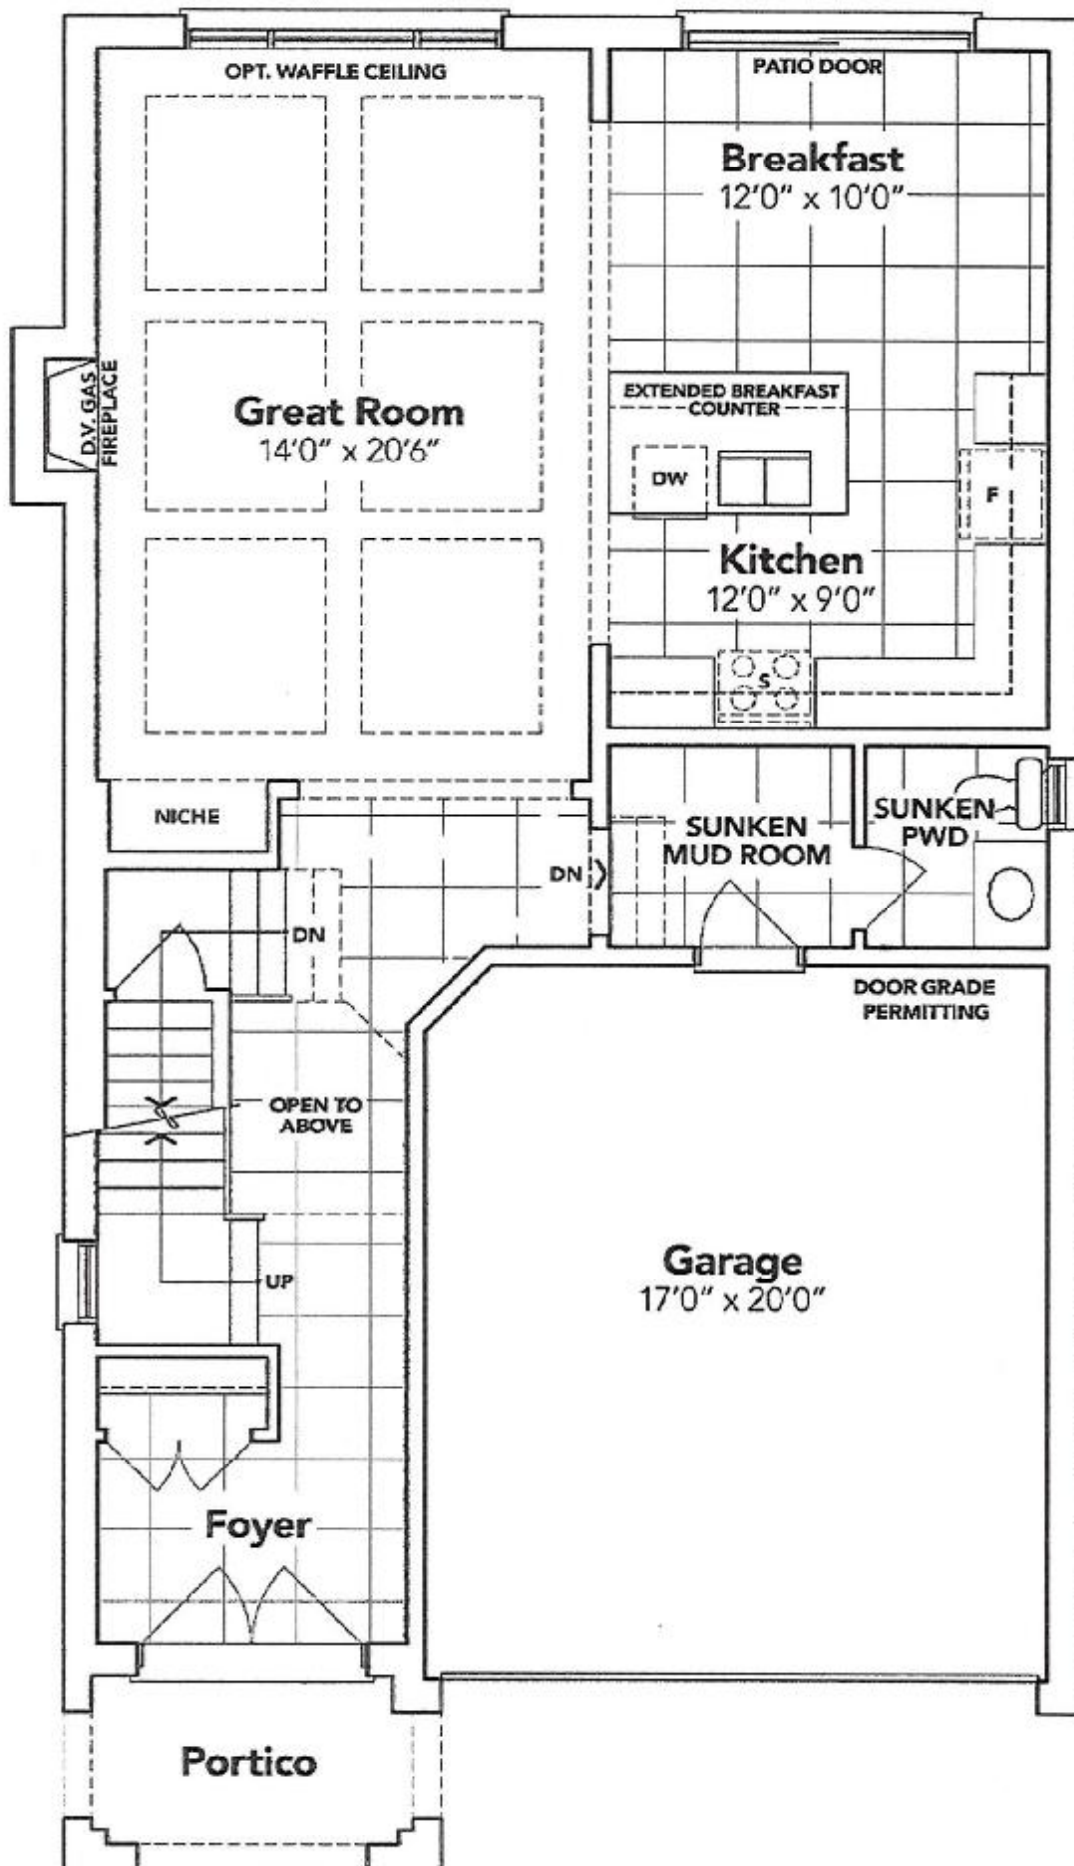 OPT. WAFFLE CEILING
PATIO DOOR
Breakfast
12'0" x 10'0"
D.V. GAS
FIREPLACE
Great Room
14'0" x 20'6"
EXTENDED BREAKFAST
COUNTER
DW
F
Kitchen
12'0" x 9'0"
S
NICHE
SUNKEN
MUD ROOM
SUNKEN
PWD
DN
DN
DOOR GRADE
PERMITTING
OPEN TO
ABOVE
UP
Garage
17'0" x 20'0"
Foyer
Portico